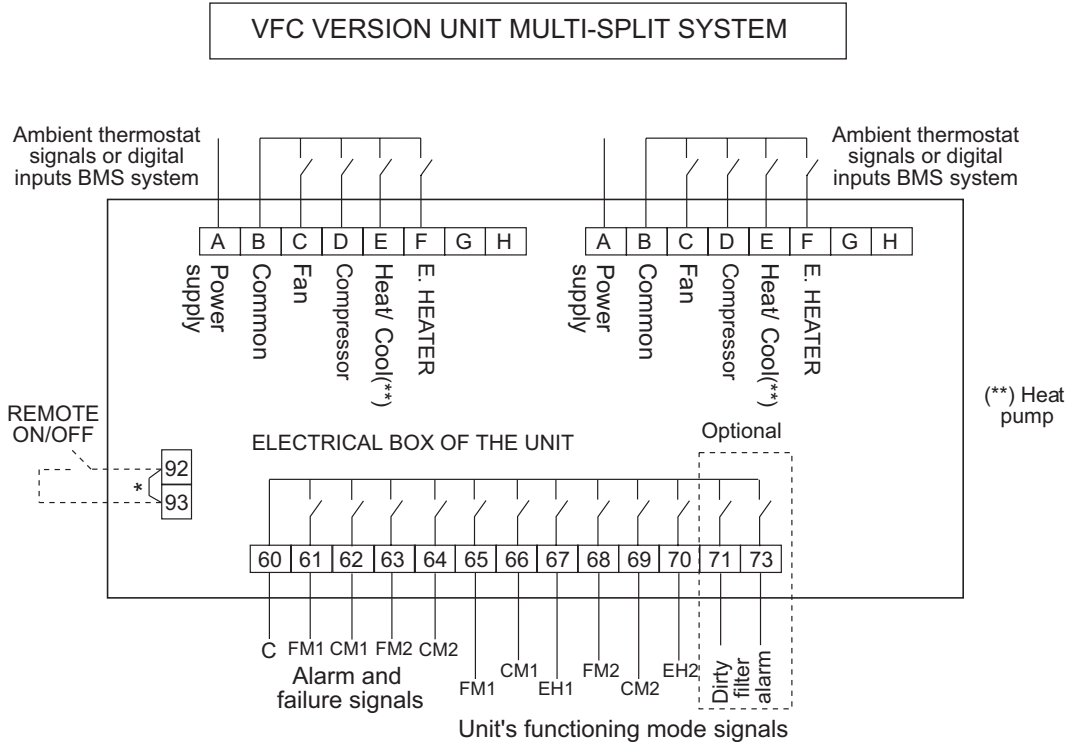 VFC VERSION UNIT MULTI-SPLIT SYSTEM
Ambient thermostat
signals or digital
inputs BMS system
Ambient thermostat
signals or digital
inputs BMS system
A B C D E F G H
Power
supply
Common
Fan
Compressor
Heat/ Cool(**)
E. HEATER
A B C D E F G H
Power
supply
Common
Fan
Compressor
Heat/ Cool(**)
E. HEATER
(**) Heat
pump
REMOTE
ON/OFF
92
*
93
ELECTRICAL BOX OF THE UNIT
Optional
60 61 62 63 64 65 66 67 68 69 70 71 73
C FM1 CM1 FM2 CM2
Alarm and
failure signals
FM1 CM1 EH1 FM2 CM2 EH2
Dirty
filter
alarm
Unit's functioning mode signals